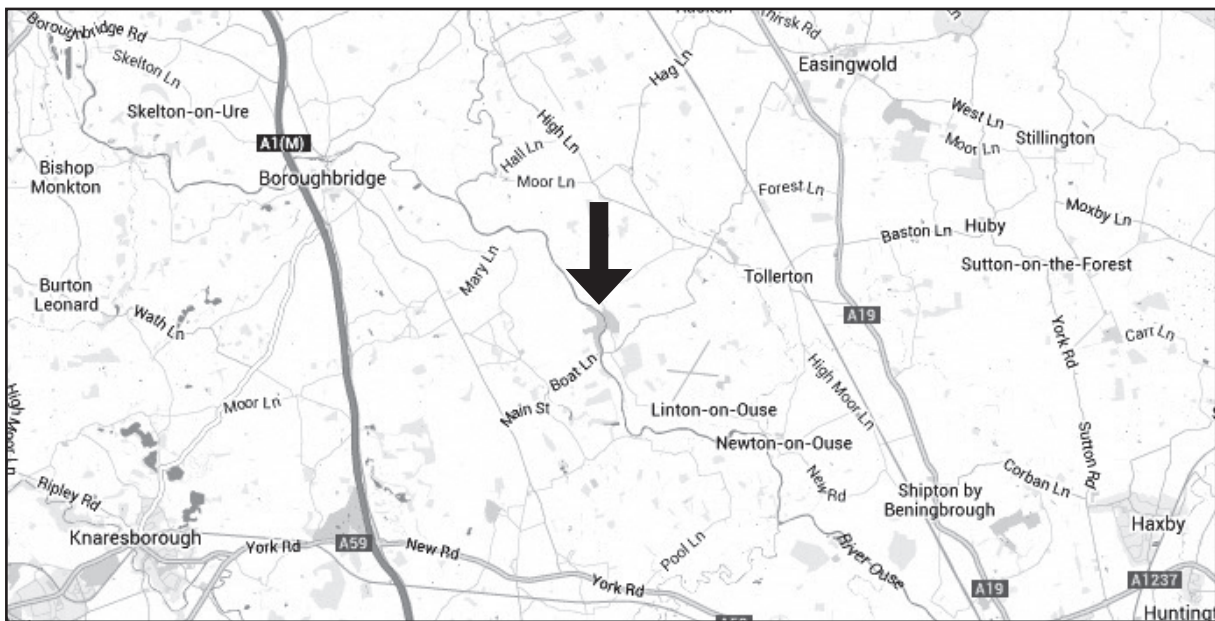 Boroughbridge Rd
Thirsk Rd
Skelton Ln
Hag Ln
Easingwold
Skelton-on-Ure
West Ln
High Ln
Stillington
A1(M)
Moor Ln
Hall Ln
Bishop
Monkton
Boroughbridge
Moor Ln
Forest Ln
Moxby Ln
Baston Ln
Huby
Mary Ln
Sutton-on-the-Forest
Tollerton
Burton
Leonard
Wath Ln
A19
York Rd
Carr Ln
Boat Ln
High Moor Ln
High Moor Ln
Moor Ln
Main St
Linton-on-Ouse
Newton-on-Ouse
Sutton Rd
New Rd
Corban Ln
Ripley Rd
Shipton by
Beningbrough
Haxby
Knaresborough
York Rd
A59
New Rd
Pool Ln
River Ouse
York Rd
A19
A1237